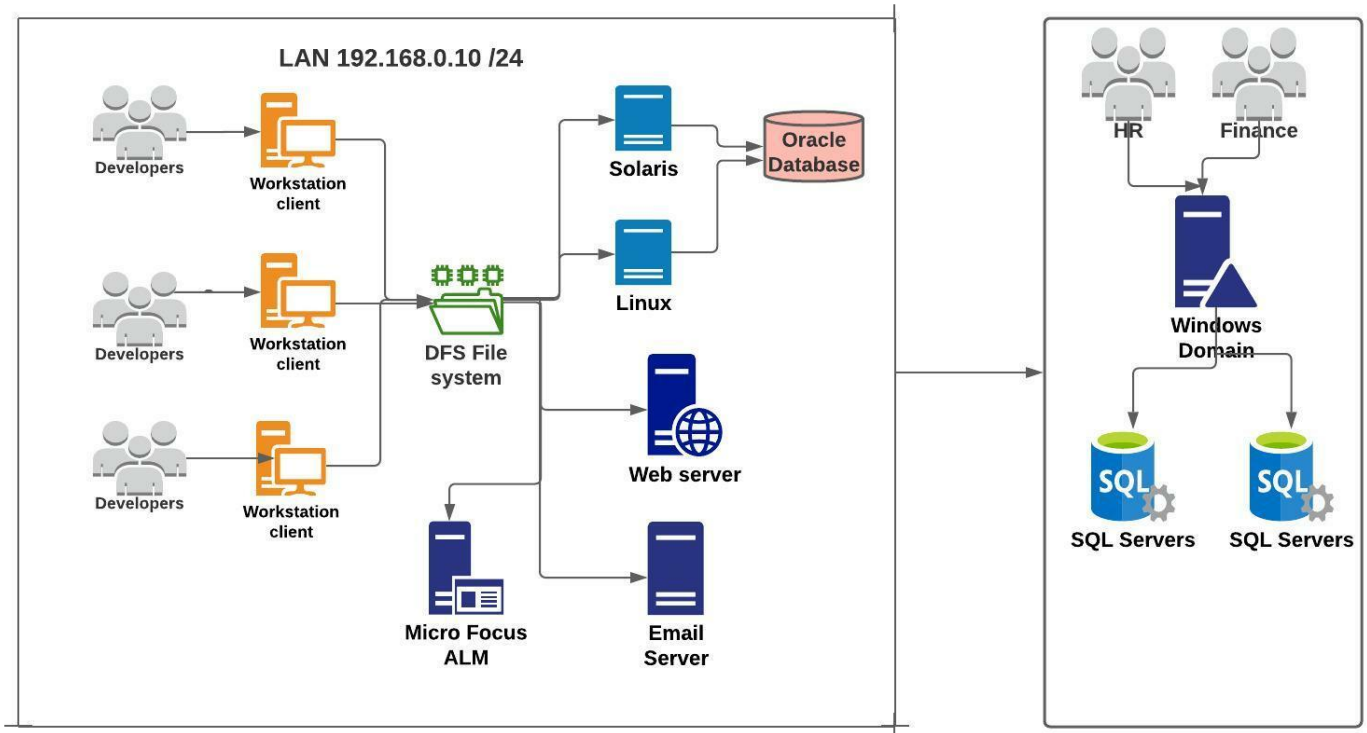 LAN 192.168.0.10 /24
Developers
Workstation
client
Developers
Workstation
client
Developers
Workstation
client
DFS File
system
Solaris
Linux
Oracle
Database
Web server
Micro Focus
ALM
Email
Server
HR
Finance
Windows
Domain
SQL
SQL Servers
SQL
SQL Servers